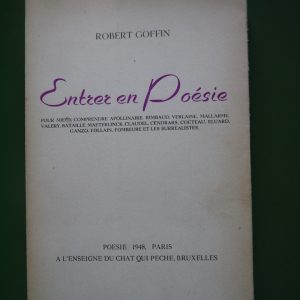 ROBERT GOFFIN
Entrer en Poésie
POUR MIEUX COMPRENDRE APOLLINAIRE, RIMBAUD, VERLAINE, MALLARMÉ,
VALERY, BATAILLE, MAETERLINCK, CLAUDEL, CENDRARS, COCTEAU, ELUARD,
GANZO, FOLLAIN, FOMBEURE ET LES SURREALISTES.
POESIE 1948, PARIS
A L'ENSEIGNE DU CHAT QUI PECHE, BRUXELLES